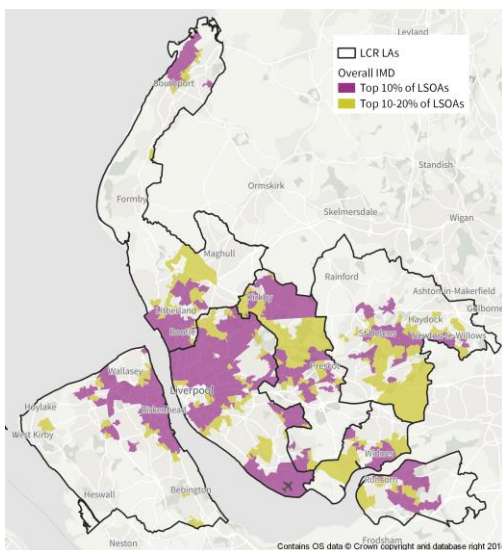 LCR LAs
Overall IMD
Top 10% of LSOAs
Top 10-20% of LSOAs
Leyland
Southport
Ormskirk
Standish
Skelmersdale
Wigan
Formby
Maghull
Rainford
Ashton-in-Makerfield
Golborne
Haydock
Newton-le-Willows
Kirkby
Litherland
Bootle
St Helens
Prescot
Wallasey
Liverpool
Hoylake
Birkenhead
West Kirby
Widnes
Runcorn
Heswall
Bebington
Neston
Frodsham
Contains OS data © Crown copyright and database right 201